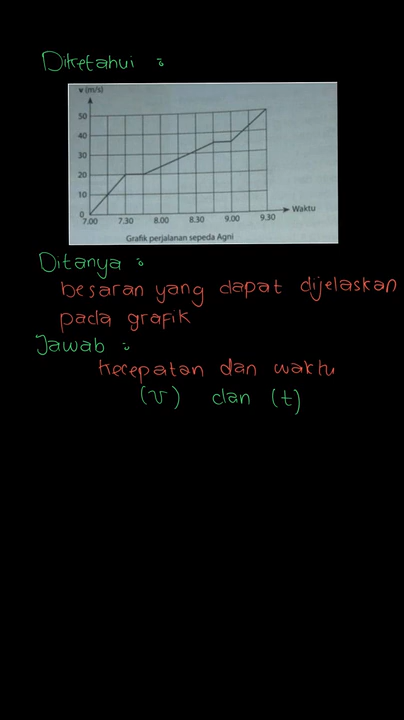 Diketahui :
v (m/s)
50
40
30
20
10
0
7.00 7.30 8.00 8.30 9.00 9.30
Waktu
Grafik perjalanan sepeda Agni
Ditanya :
besaran yang dapat dijelaskan
pada grafik
Jawab :
Kecepatan dan waktu
(v) dan (t)